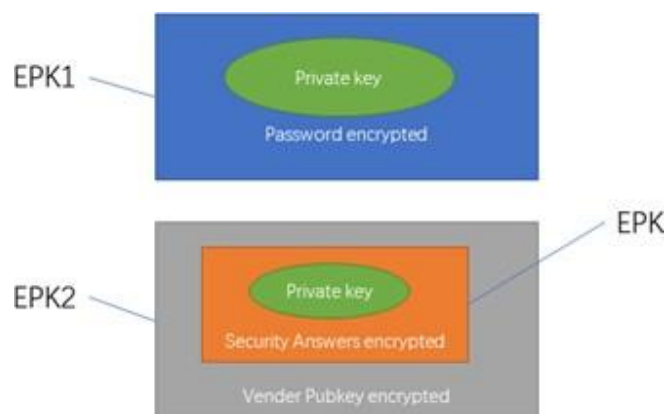 EPK1
Private key
Password encrypted
EPK
EPK2
Private key
Security Answers encrypted
Vender Pubkey encrypted